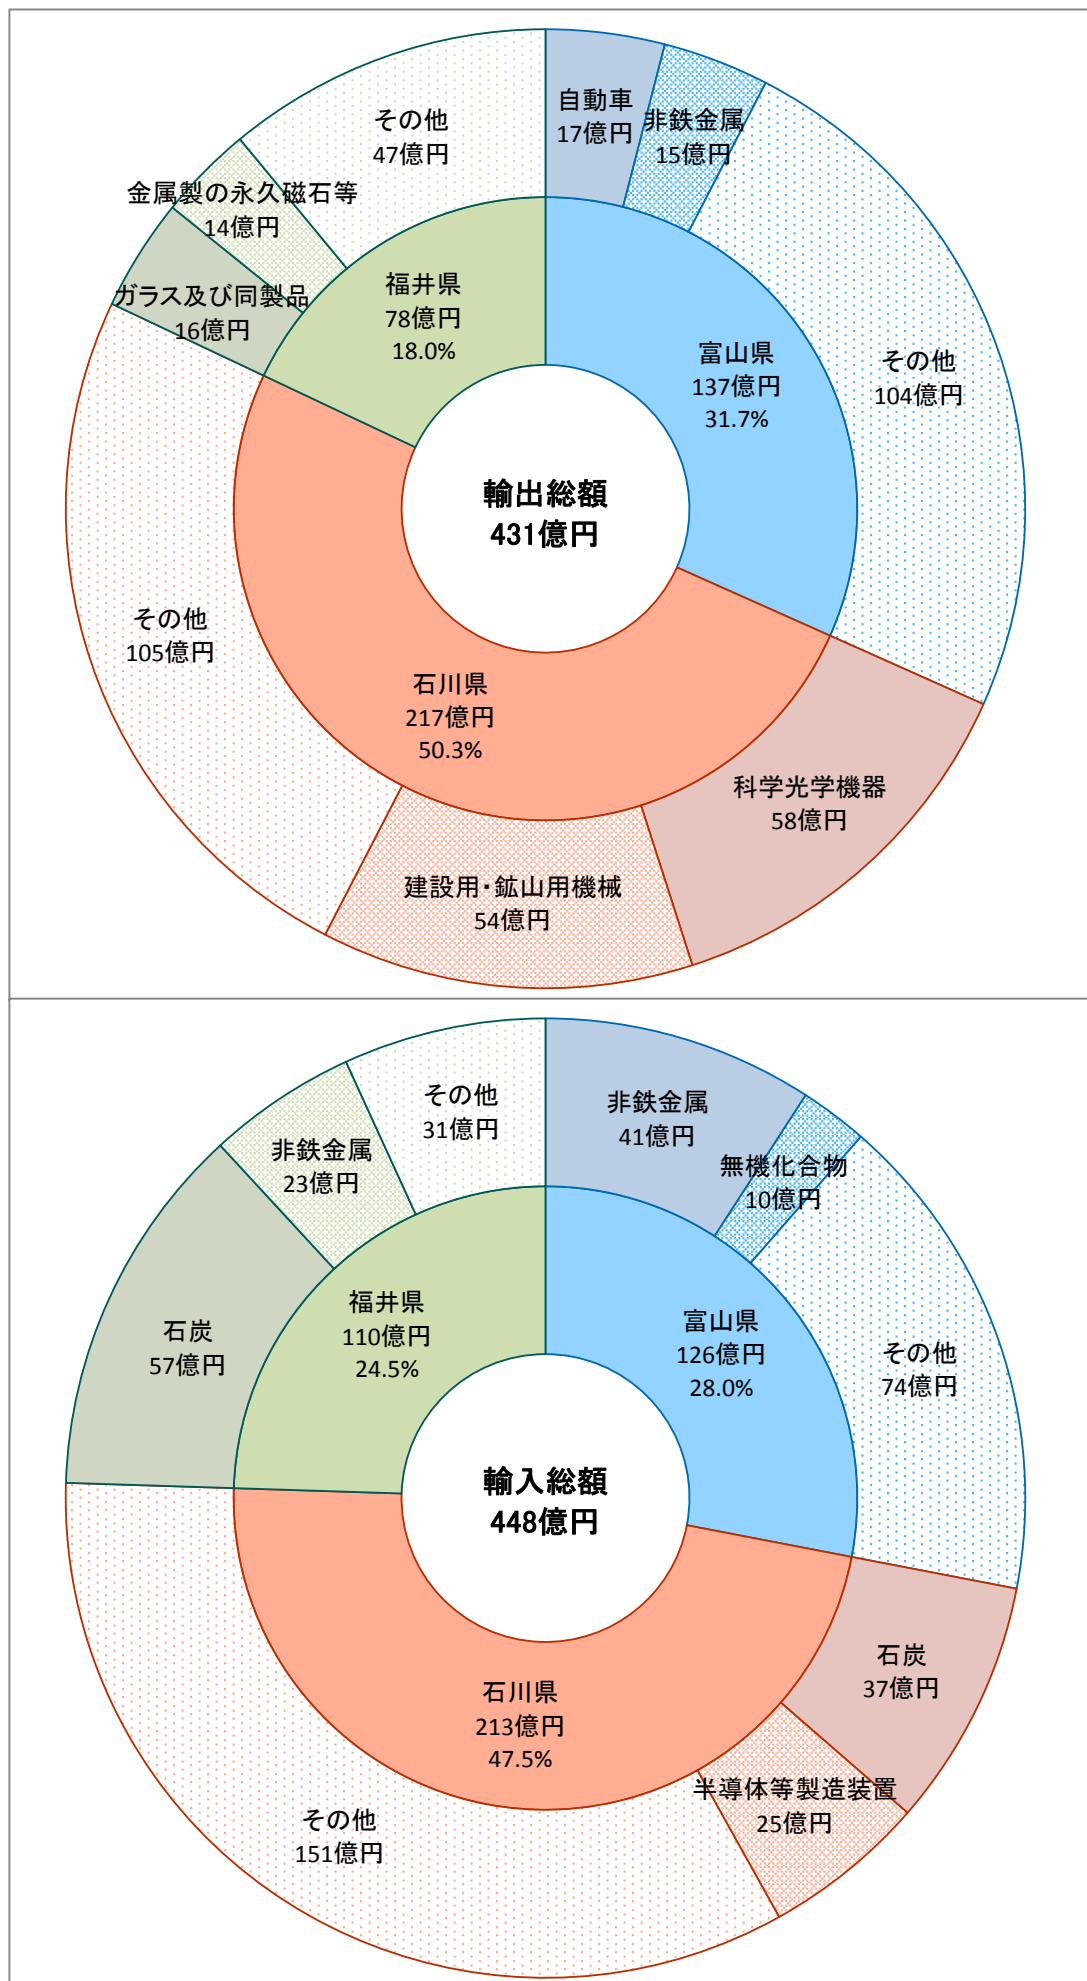 自動車
17億円
非鉄金属
15億円
その他
104億円
富山県
137億円
31.7%
科学光学機器
58億円
建設用・鉱山用機械
54億円
その他
105億円
石川県
217億円
50.3%
ガラス及び同製品
16億円
金属製の永久磁石等
14億円
その他
47億円
福井県
78億円
18.0%
輸出総額
431億円
非鉄金属
41億円
無機化合物
10億円
その他
74億円
富山県
126億円
28.0%
石炭
37億円
半導体等製造装置
25億円
その他
151億円
石川県
213億円
47.5%
石炭
57億円
非鉄金属
23億円
その他
31億円
福井県
110億円
24.5%
輸入総額
448億円